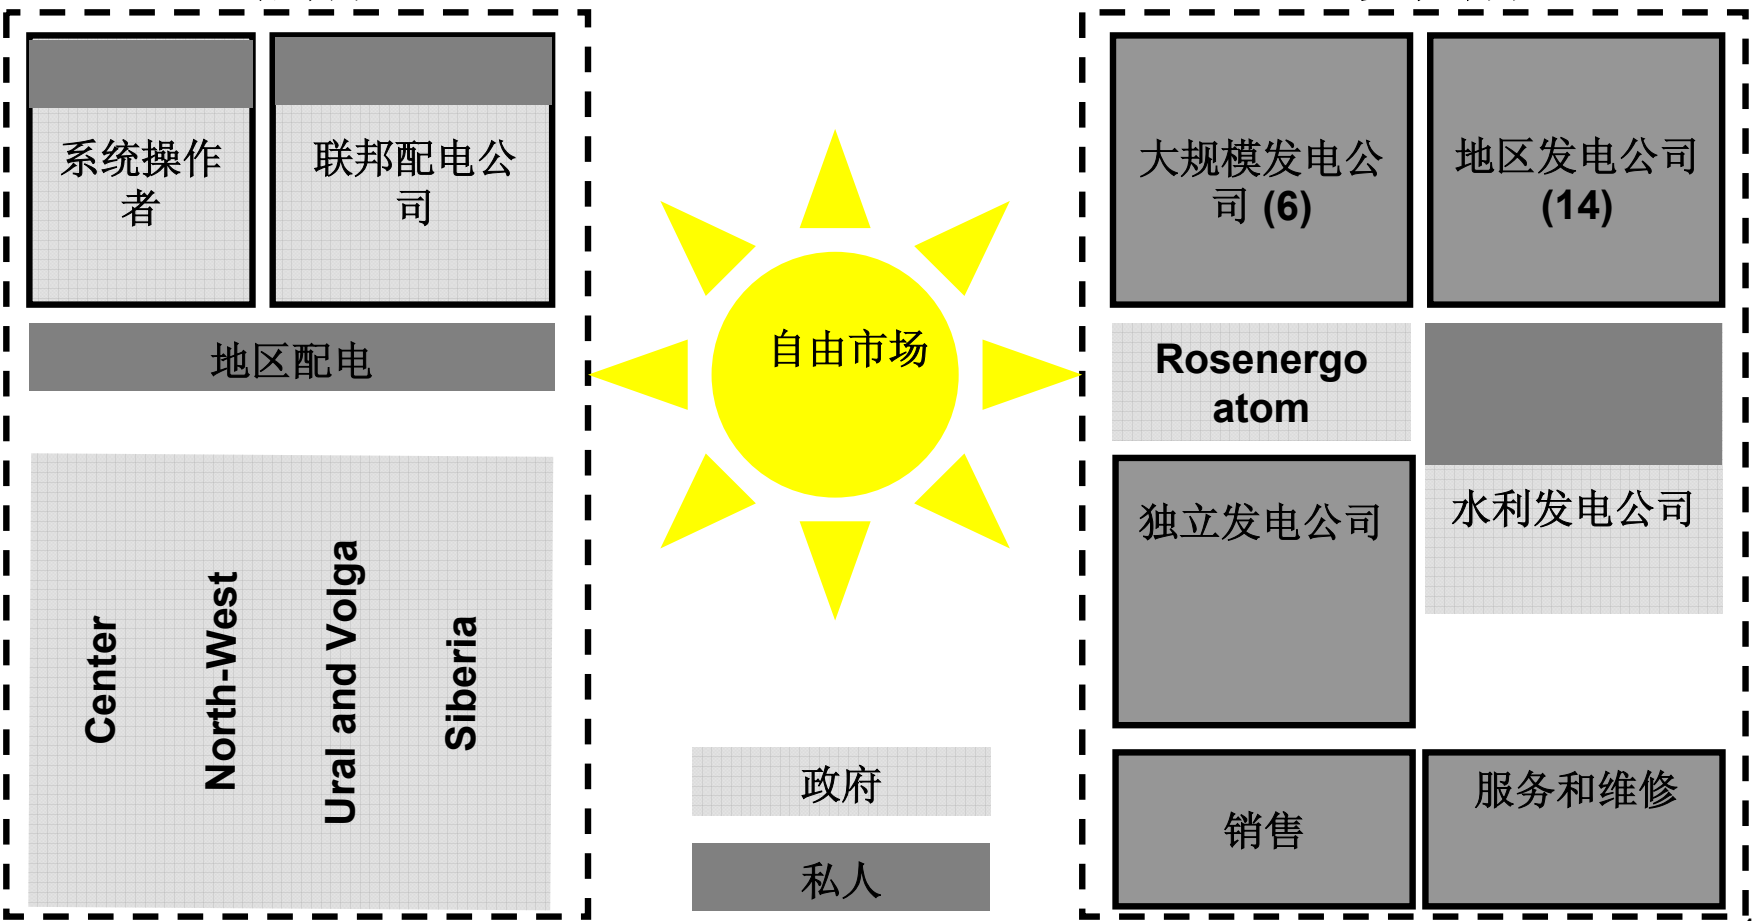 系统操作
者
联邦配电公
司
地区配电
Center
North-West
Ural and Volga
Siberia
自由市场
政府
私人
大规模发电公
司 (6)
地区发电公司
(14)
Rosenergo
atom
独立发电公司
水利发电公司
销售
服务和维修